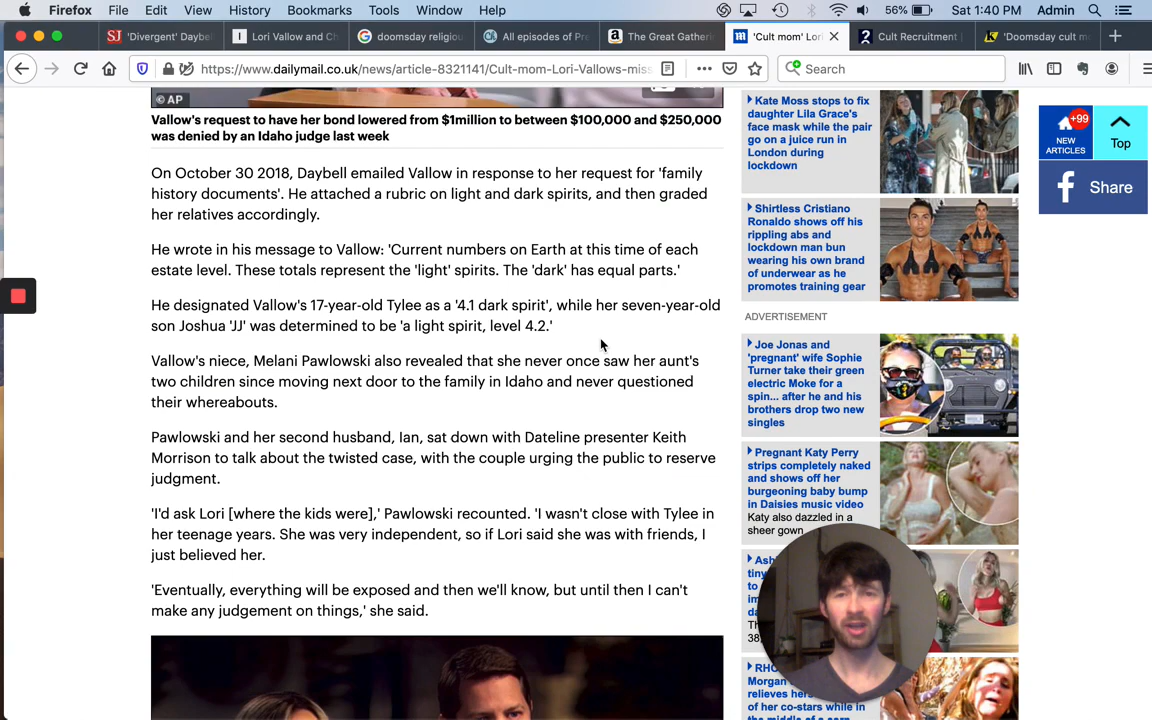 Firefox File Edit View History Bookmarks Tools Window Help 56% Sat 1:40 PM Admin
'Divergent' Daybel
Lori Vallow and Ch
doomsday religiou
All episodes of Pre
The Great Gatheri
'Cult mom' Lori
Cult Recruitment
'Doomsday cult m
https://www.dailymail.co.uk/news/article-8321141/Cult-mom-Lori-Vallows-miss
Search
© AP
Vallow's request to have her bond lowered from $1million to between $100,000 and $250,000
was denied by an Idaho judge last week
On October 30 2018, Daybell emailed Vallow in response to her request for 'family
history documents'. He attached a rubric on light and dark spirits, and then graded
her relatives accordingly.
He wrote in his message to Vallow: 'Current numbers on Earth at this time of each
estate level. These totals represent the 'light' spirits. The 'dark' has equal parts.'
He designated Vallow's 17-year-old Tylee as a '4.1 dark spirit', while her seven-year-old
son Joshua 'JJ' was determined to be 'a light spirit, level 4.2.'
Vallow's niece, Melani Pawlowski also revealed that she never once saw her aunt's
two children since moving next door to the family in Idaho and never questioned
their whereabouts.
Pawlowski and her second husband, Ian, sat down with Dateline presenter Keith
Morrison to talk about the twisted case, with the couple urging the public to reserve
judgment.
'I'd ask Lori [where the kids were],' Pawlowski recounted. 'I wasn't close with Tylee in
her teenage years. She was very independent, so if Lori said she was with friends, I
just believed her.
'Eventually, everything will be exposed and then we'll know, but until then I can't
make any judgement on things,' she said.
Kate Moss stops to fix
daughter Lila Grace's
face mask while the pair
go on a juice run in
London during
lockdown
Shirtless Cristiano
Ronaldo shows off his
rippling abs and
lockdown man bun
wearing his own brand
of underwear as he
promotes training gear
ADVERTISEMENT
Joe Jonas and
'pregnant' wife Sophie
Turner take their green
electric Moke for a
spin... after he and his
brothers drop two new
singles
Pregnant Katy Perry
strips completely naked
and shows off her
burgeoning baby bump
in Daisies music video
Katy also dazzled in a
sheer gown
Ash
tiny
to
im
da
Th
38
RHO
Morgan
relieves her
of her co-stars while
in the middle of a
+99
NEW
ARTICLES
Top
Share